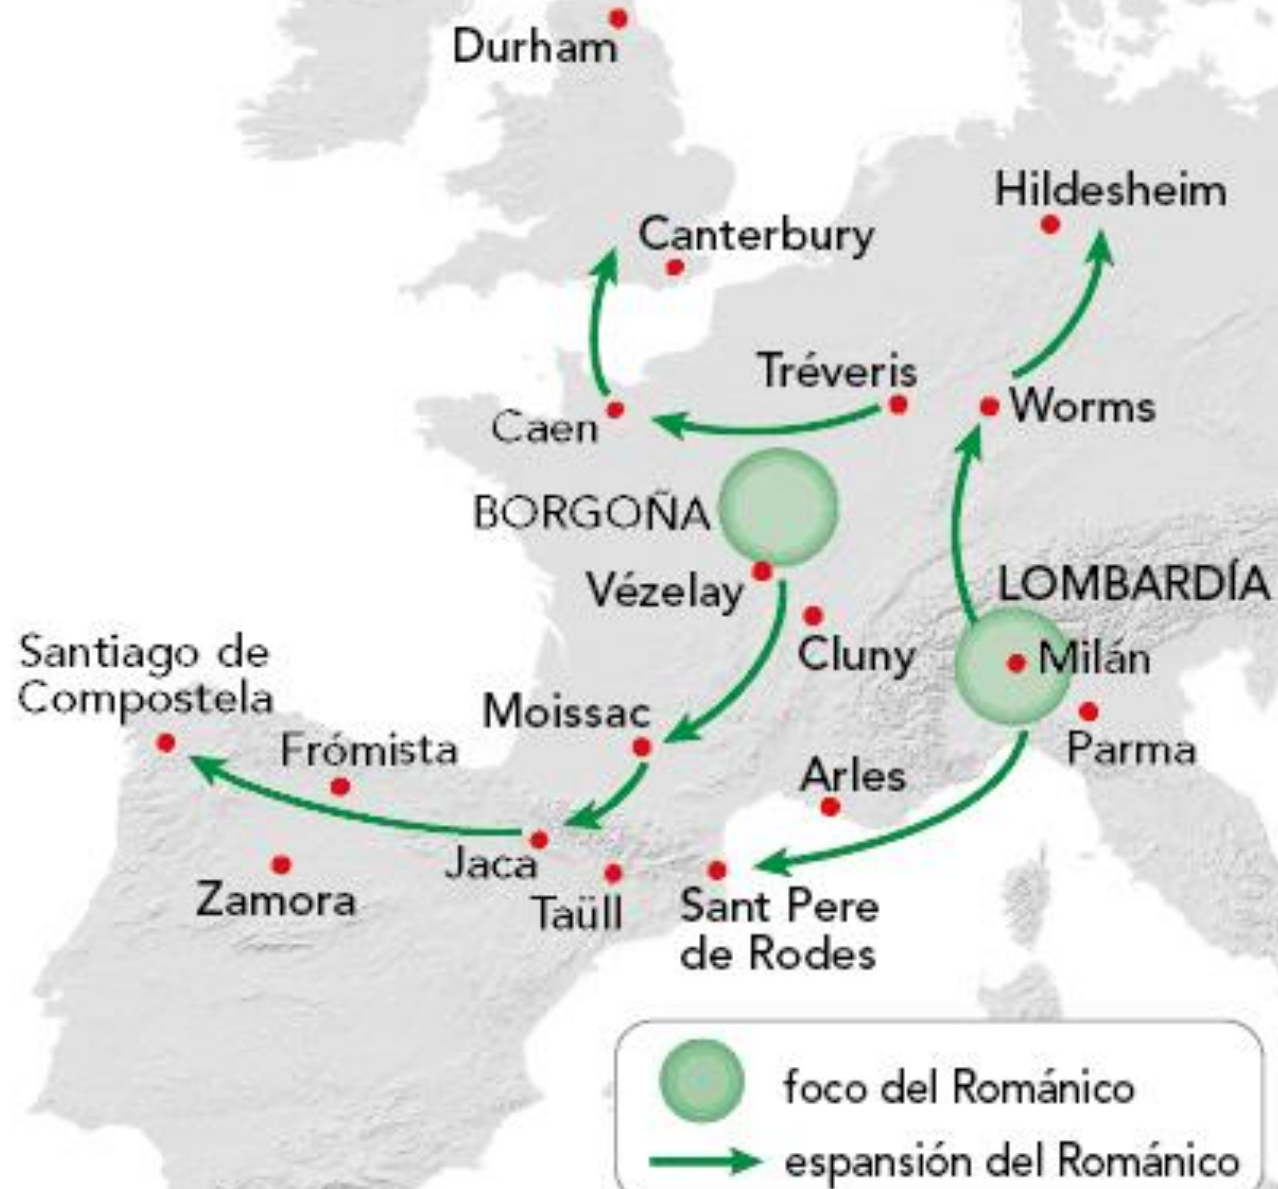 Durham
Hildesheim
Canterbury
Tréveris
Worms
Caen
BORGOÑA
LOMBARDÍA
Vézelay
Cluny
Milán
Santiago de
Compostela
Moissac
Parma
Frómista
Arles
Jaca
Zamora
Taüll
Sant Pere
de Rodes
foco del Románico
espansión del Románico